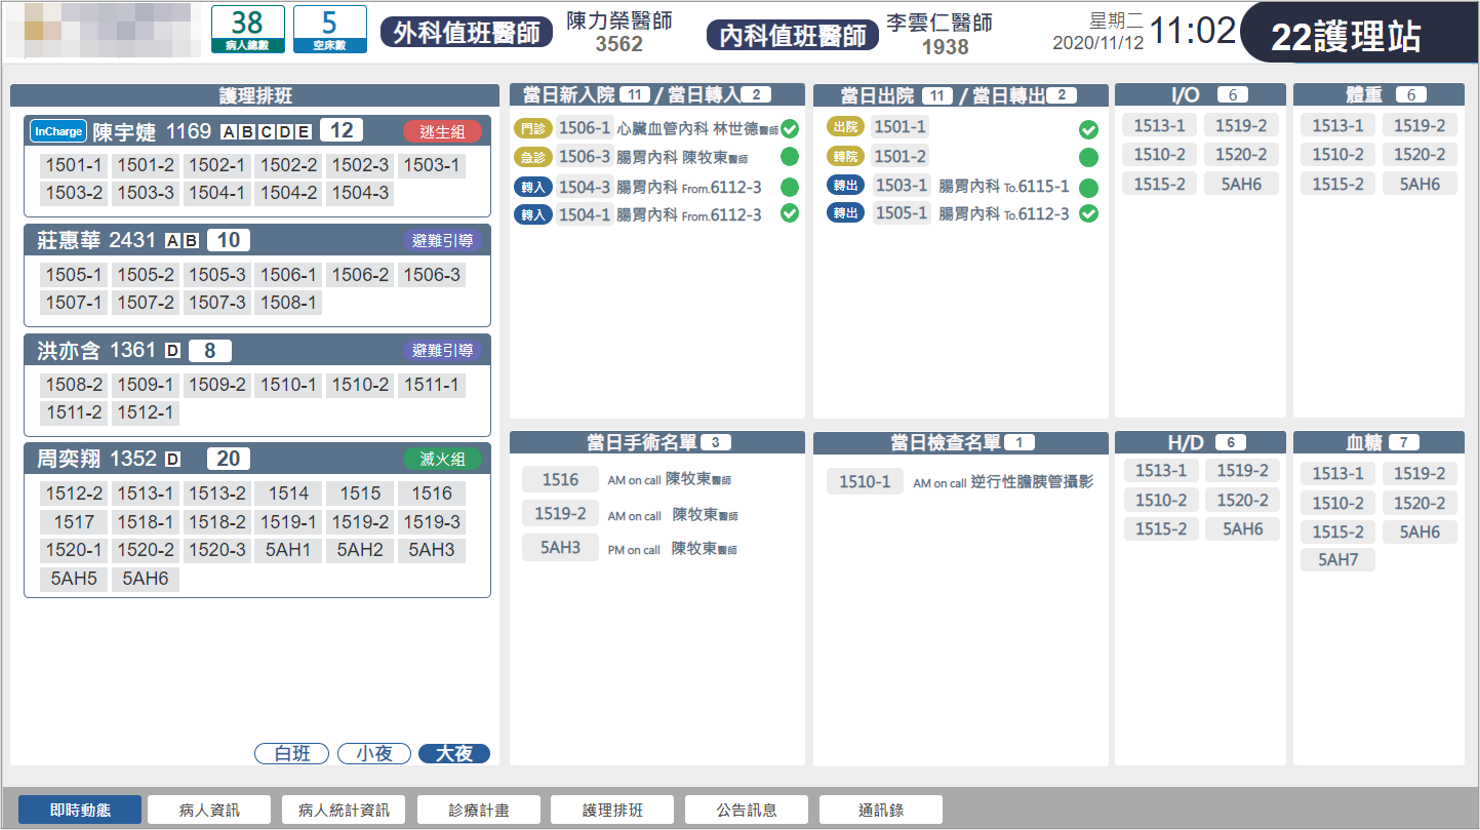 38
病人總數
5
空床數
外科值班醫師
陳力榮醫師
3562
內科值班醫師
李雲仁醫師
1938
星期二
2020/11/12
11:02
22護理站
護理排班
InCharge 陳宇婕 1169 A B C D E 12 逃生組
1501-1 1501-2 1502-1 1502-2 1502-3 1503-1
1503-2 1503-3 1504-1 1504-2 1504-3
莊惠華 2431 A B 10 避難引導
1505-1 1505-2 1505-3 1506-1 1506-2 1506-3
1507-1 1507-2 1507-3 1508-1
洪亦含 1361 D 8 避難引導
1508-2 1509-1 1509-2 1510-1 1510-2 1511-1
1511-2 1512-1
周奕翔 1352 D 20 滅火組
1512-2 1513-1 1513-2 1514 1515 1516
1517 1518-1 1518-2 1519-1 1519-2 1519-3
1520-1 1520-2 1520-3 5AH1 5AH2 5AH3
5AH5 5AH6
白班 小夜 大夜
當日新入院 11 / 當日轉入 2
門診 1506-1 心臟血管內科 林世德醫師
急診 1506-3 腸胃內科 陳牧東醫師
轉入 1504-3 腸胃內科 From.6112-3
轉入 1504-1 腸胃內科 From.6112-3
當日出院 11 / 當日轉出 2
出院 1501-1
轉院 1501-2
轉出 1503-1 腸胃內科 To.6115-1
轉出 1505-1 腸胃內科 To.6112-3
I/O 6
1513-1 1519-2
1510-2 1520-2
1515-2 5AH6
體重 6
1513-1 1519-2
1510-2 1520-2
1515-2 5AH6
當日手術名單 3
1516 AM on call 陳牧東醫師
1519-2 AM on call 陳牧東醫師
5AH3 PM on call 陳牧東醫師
當日檢查名單 1
1510-1 AM on call 逆行性膽胰管攝影
H/D 6
1513-1 1519-2
1510-2 1520-2
1515-2 5AH6
血糖 7
1513-1 1519-2
1510-2 1520-2
1515-2 5AH6
5AH7
即時動態 病人資訊 病人統計資訊 診療計畫 護理排班 公告訊息 通訊錄